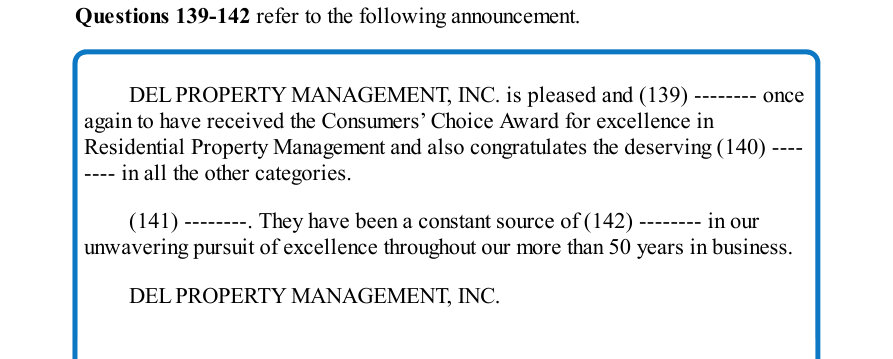 Questions 139-142 refer to the following announcement.
DEL PROPERTY MANAGEMENT, INC. is pleased and (139) -------- once
again to have received the Consumers’ Choice Award for excellence in
Residential Property Management and also congratulates the deserving (140) ----
---- in all the other categories.
(141) --------. They have been a constant source of (142) -------- in our
unwavering pursuit of excellence throughout our more than 50 years in business.
DEL PROPERTY MANAGEMENT, INC.